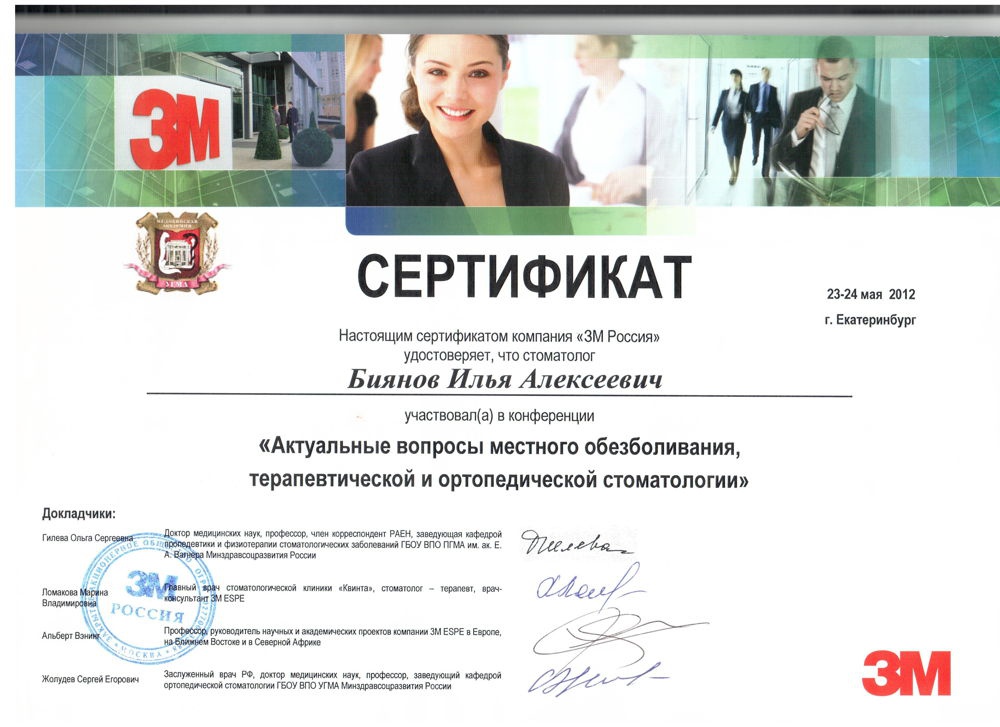 3M
МЕДИЦИНСКАЯ
АКАДЕМИЯ
УГМА
СЕРТИФИКАТ
23-24 мая 2012
г. Екатеринбург
Настоящим сертификатом компания «3М Россия»
удостоверяет, что стоматолог
Биянов Илья Алексеевич
участвовал(а) в конференции
«Актуальные вопросы местного обезболивания,
терапевтической и ортопедической стоматологии»
Докладчики:
Гилева Ольга Сергеевна
Доктор медицинских наук, профессор, член корреспондент РАЕН, заведующая кафедрой
пропедевтики и физиотерапии стоматологических заболеваний ГБОУ ВПО ПГМА им. ак. Е.
А. Вагнера Минздравсоцразвития России
Ломакова Марина
Владимировна
Главный врач стоматологической клиники «Квинта», стоматолог – терапевт, врач-
консультант 3M ESPE
Альберт Вэнинг
Профессор, руководитель научных и академических проектов компании 3M ESPE в Европе,
на Ближнем Востоке и в Северной Африке
Жолудев Сергей Егорович
Заслуженный врач РФ, доктор медицинских наук, профессор, заведующий кафедрой
ортопедической стоматологии ГБОУ ВПО УГМА Минздравсоцразвития России
3M
РОССИЯ
МОСКВА
3M